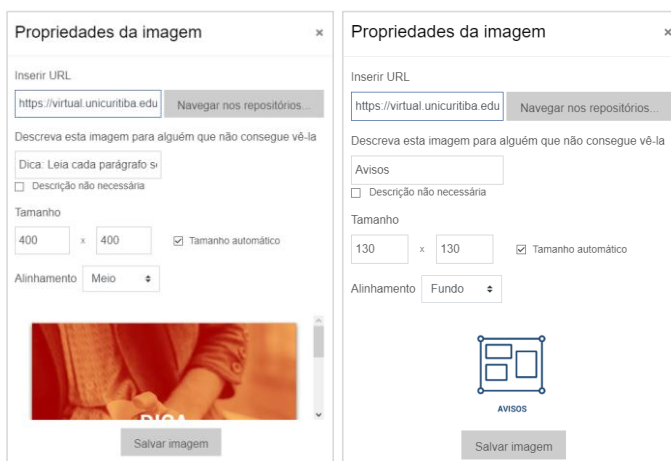 Propriedades da imagem ×
Inserir URL
https://virtual.unicuritiba.edu Navegar nos repositórios...
Descreva esta imagem para alguém que não consegue vê-la
Dica: Leia cada parágrafo
Descrição não necessária
Tamanho
400 x 400 Tamanho automático
Alinhamento Meio
DICA
Salvar imagem
Propriedades da imagem ×
Inserir URL
https://virtual.unicuritiba.edu Navegar nos repositórios...
Descreva esta imagem para alguém que não consegue vê-la
Avisos
Descrição não necessária
Tamanho
130 x 130 Tamanho automático
Alinhamento Fundo
AVISOS
Salvar imagem